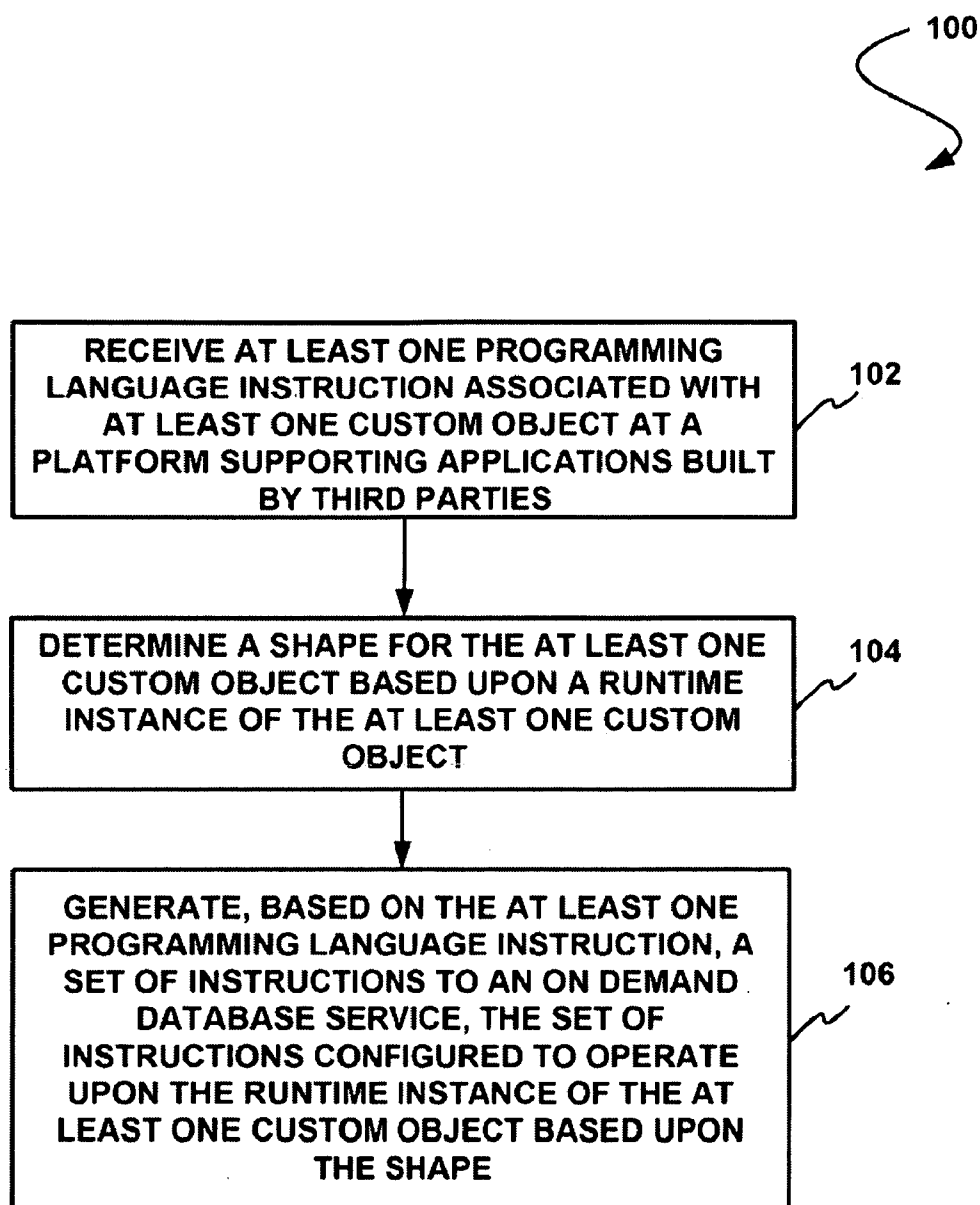 100
RECEIVE AT LEAST ONE PROGRAMMING
LANGUAGE INSTRUCTION ASSOCIATED WITH
AT LEAST ONE CUSTOM OBJECT AT A
PLATFORM SUPPORTING APPLICATIONS BUILT
BY THIRD PARTIES
102
DETERMINE A SHAPE FOR THE AT LEAST ONE
CUSTOM OBJECT BASED UPON A RUNTIME
INSTANCE OF THE AT LEAST ONE CUSTOM
OBJECT
104
GENERATE, BASED ON THE AT LEAST ONE
PROGRAMMING LANGUAGE INSTRUCTION, A
SET OF INSTRUCTIONS TO AN ON DEMAND
DATABASE SERVICE, THE SET OF
INSTRUCTIONS CONFIGURED TO OPERATE
UPON THE RUNTIME INSTANCE OF THE AT
LEAST ONE CUSTOM OBJECT BASED UPON
THE SHAPE
106